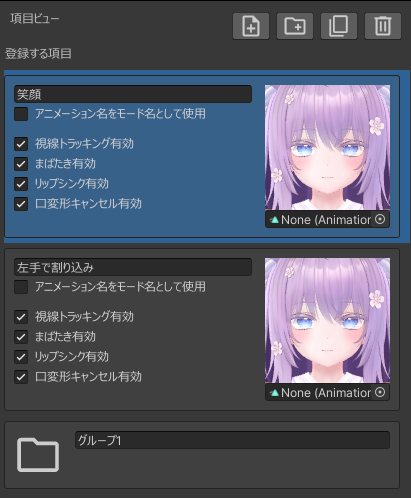 項目ビュー
登録する項目
笑顔
アニメーション名をモード名として使用
視線トラッキング有効
まばたき有効
リップシンク有効
口変形キャンセル有効
None (Animation
左手で割り込み
アニメーション名をモード名として使用
視線トラッキング有効
まばたき有効
リップシンク有効
口変形キャンセル有効
None (Animation
グループ1